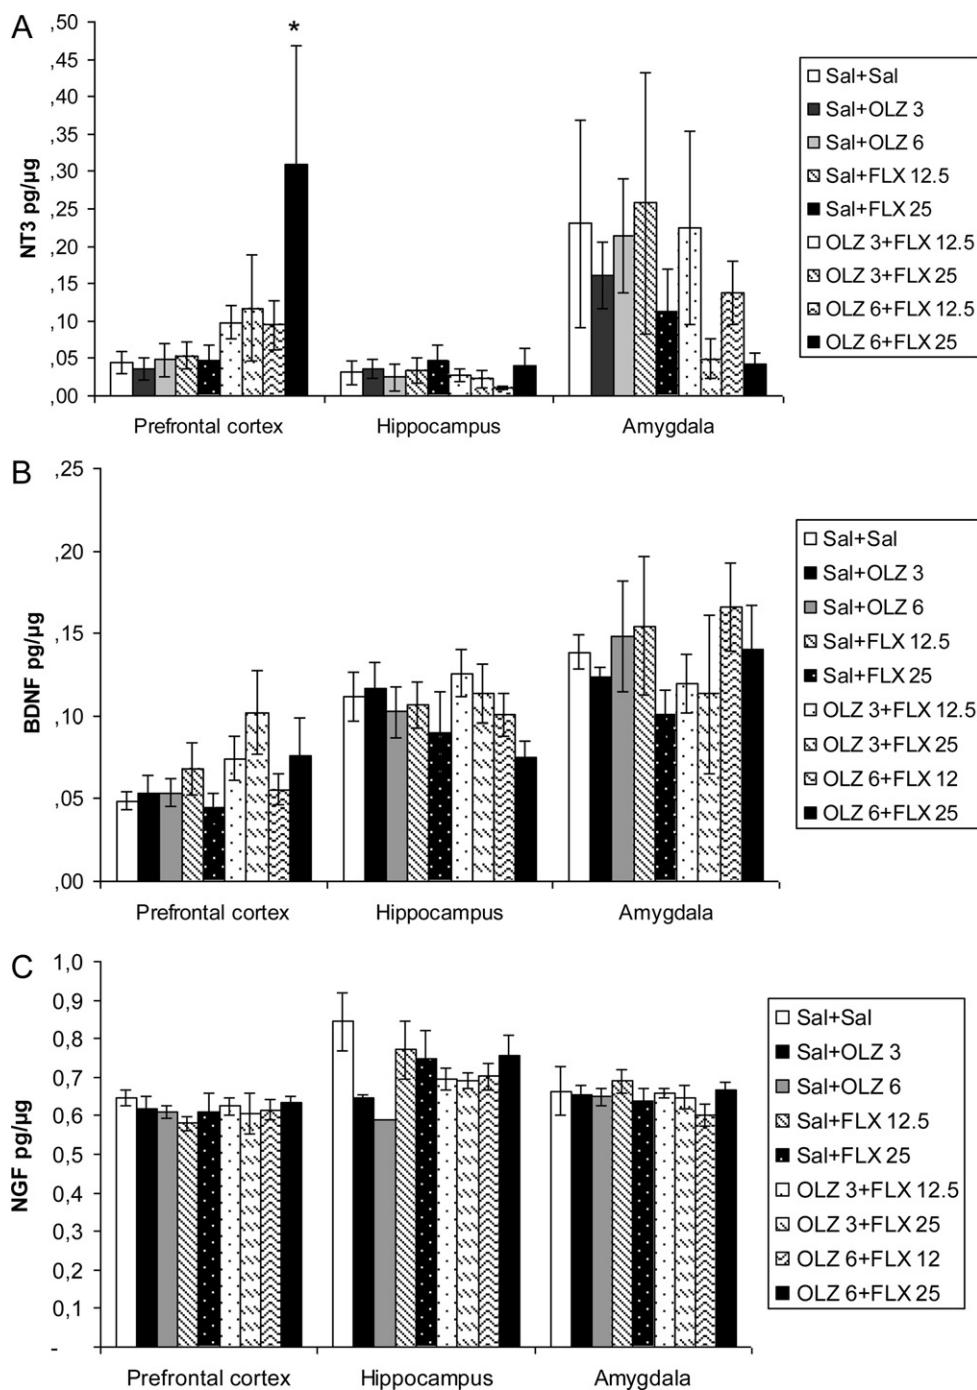 A
,50
,45
,40
,35
,30
,25
,20
,15
,10
,05
,00
NT3 pg/µg
*
Prefrontal cortex Hippocampus Amygdala
Sal+Sal
Sal+OLZ 3
Sal+OLZ 6
Sal+FLX 12.5
Sal+FLX 25
OLZ 3+FLX 12.5
OLZ 3+FLX 25
OLZ 6+FLX 12.5
OLZ 6+FLX 25
B
,25
,20
,15
,10
,05
,00
BDNF pg/µg
Prefrontal cortex Hippocampus Amygdala
Sal+Sal
Sal+OLZ 3
Sal+OLZ 6
Sal+FLX 12.5
Sal+FLX 25
OLZ 3+FLX 12.5
OLZ 3+FLX 25
OLZ 6+FLX 12
OLZ 6+FLX 25
C
1,0
0,9
0,8
0,7
0,6
0,5
0,4
0,3
0,2
0,1
-
NGF pg/µg
Prefrontal cortex Hippocampus Amygdala
Sal+Sal
Sal+OLZ 3
Sal+OLZ 6
Sal+FLX 12.5
Sal+FLX 25
OLZ 3+FLX 12.5
OLZ 3+FLX 25
OLZ 6+FLX 12
OLZ 6+FLX 25